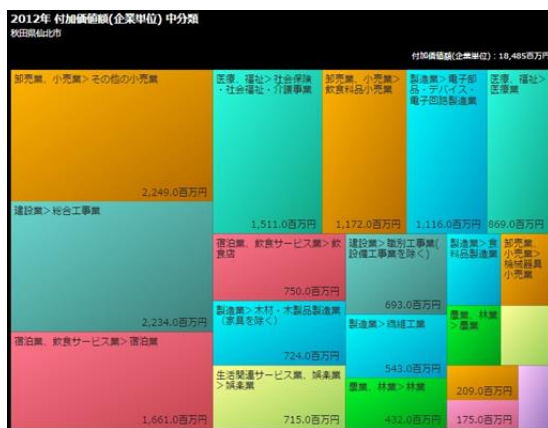 2012年 付加価値額(企業単位) 中分類
秋田県仙北市
付加価値額(企業単位)：18,485百万円
卸売業、小売業>その他の小売業
2,249.0百万円
建設業>総合工事業
2,234.0百万円
宿泊業、飲食サービス業>宿泊業
1,661.0百万円
医療、福祉>社会保険
・社会福祉・介護事業
1,511.0百万円
卸売業、小売業>
飲食料品小売業
1,172.0百万円
製造業>電子部
品・デバイス・
電子回路製造業
1,116.0百万円
医療、福祉>
医療業
869.0百万円
宿泊業、飲食サービス業>飲
食店
750.0百万円
製造業>木材・木製品製造業
（家具を除く）
724.0百万円
生活関連サービス業、娯楽業
>娯楽業
715.0百万円
建設業>職別工事業(
設備工事業を除く)
693.0百万円
製造業>繊維工業
543.0百万円
農業、林業>林業
432.0百万円
製造業>食
料品製造業
卸売業、
小売業>
機械器具
小売業
農業、林業
>農業
209.0百万円
175.0百万円